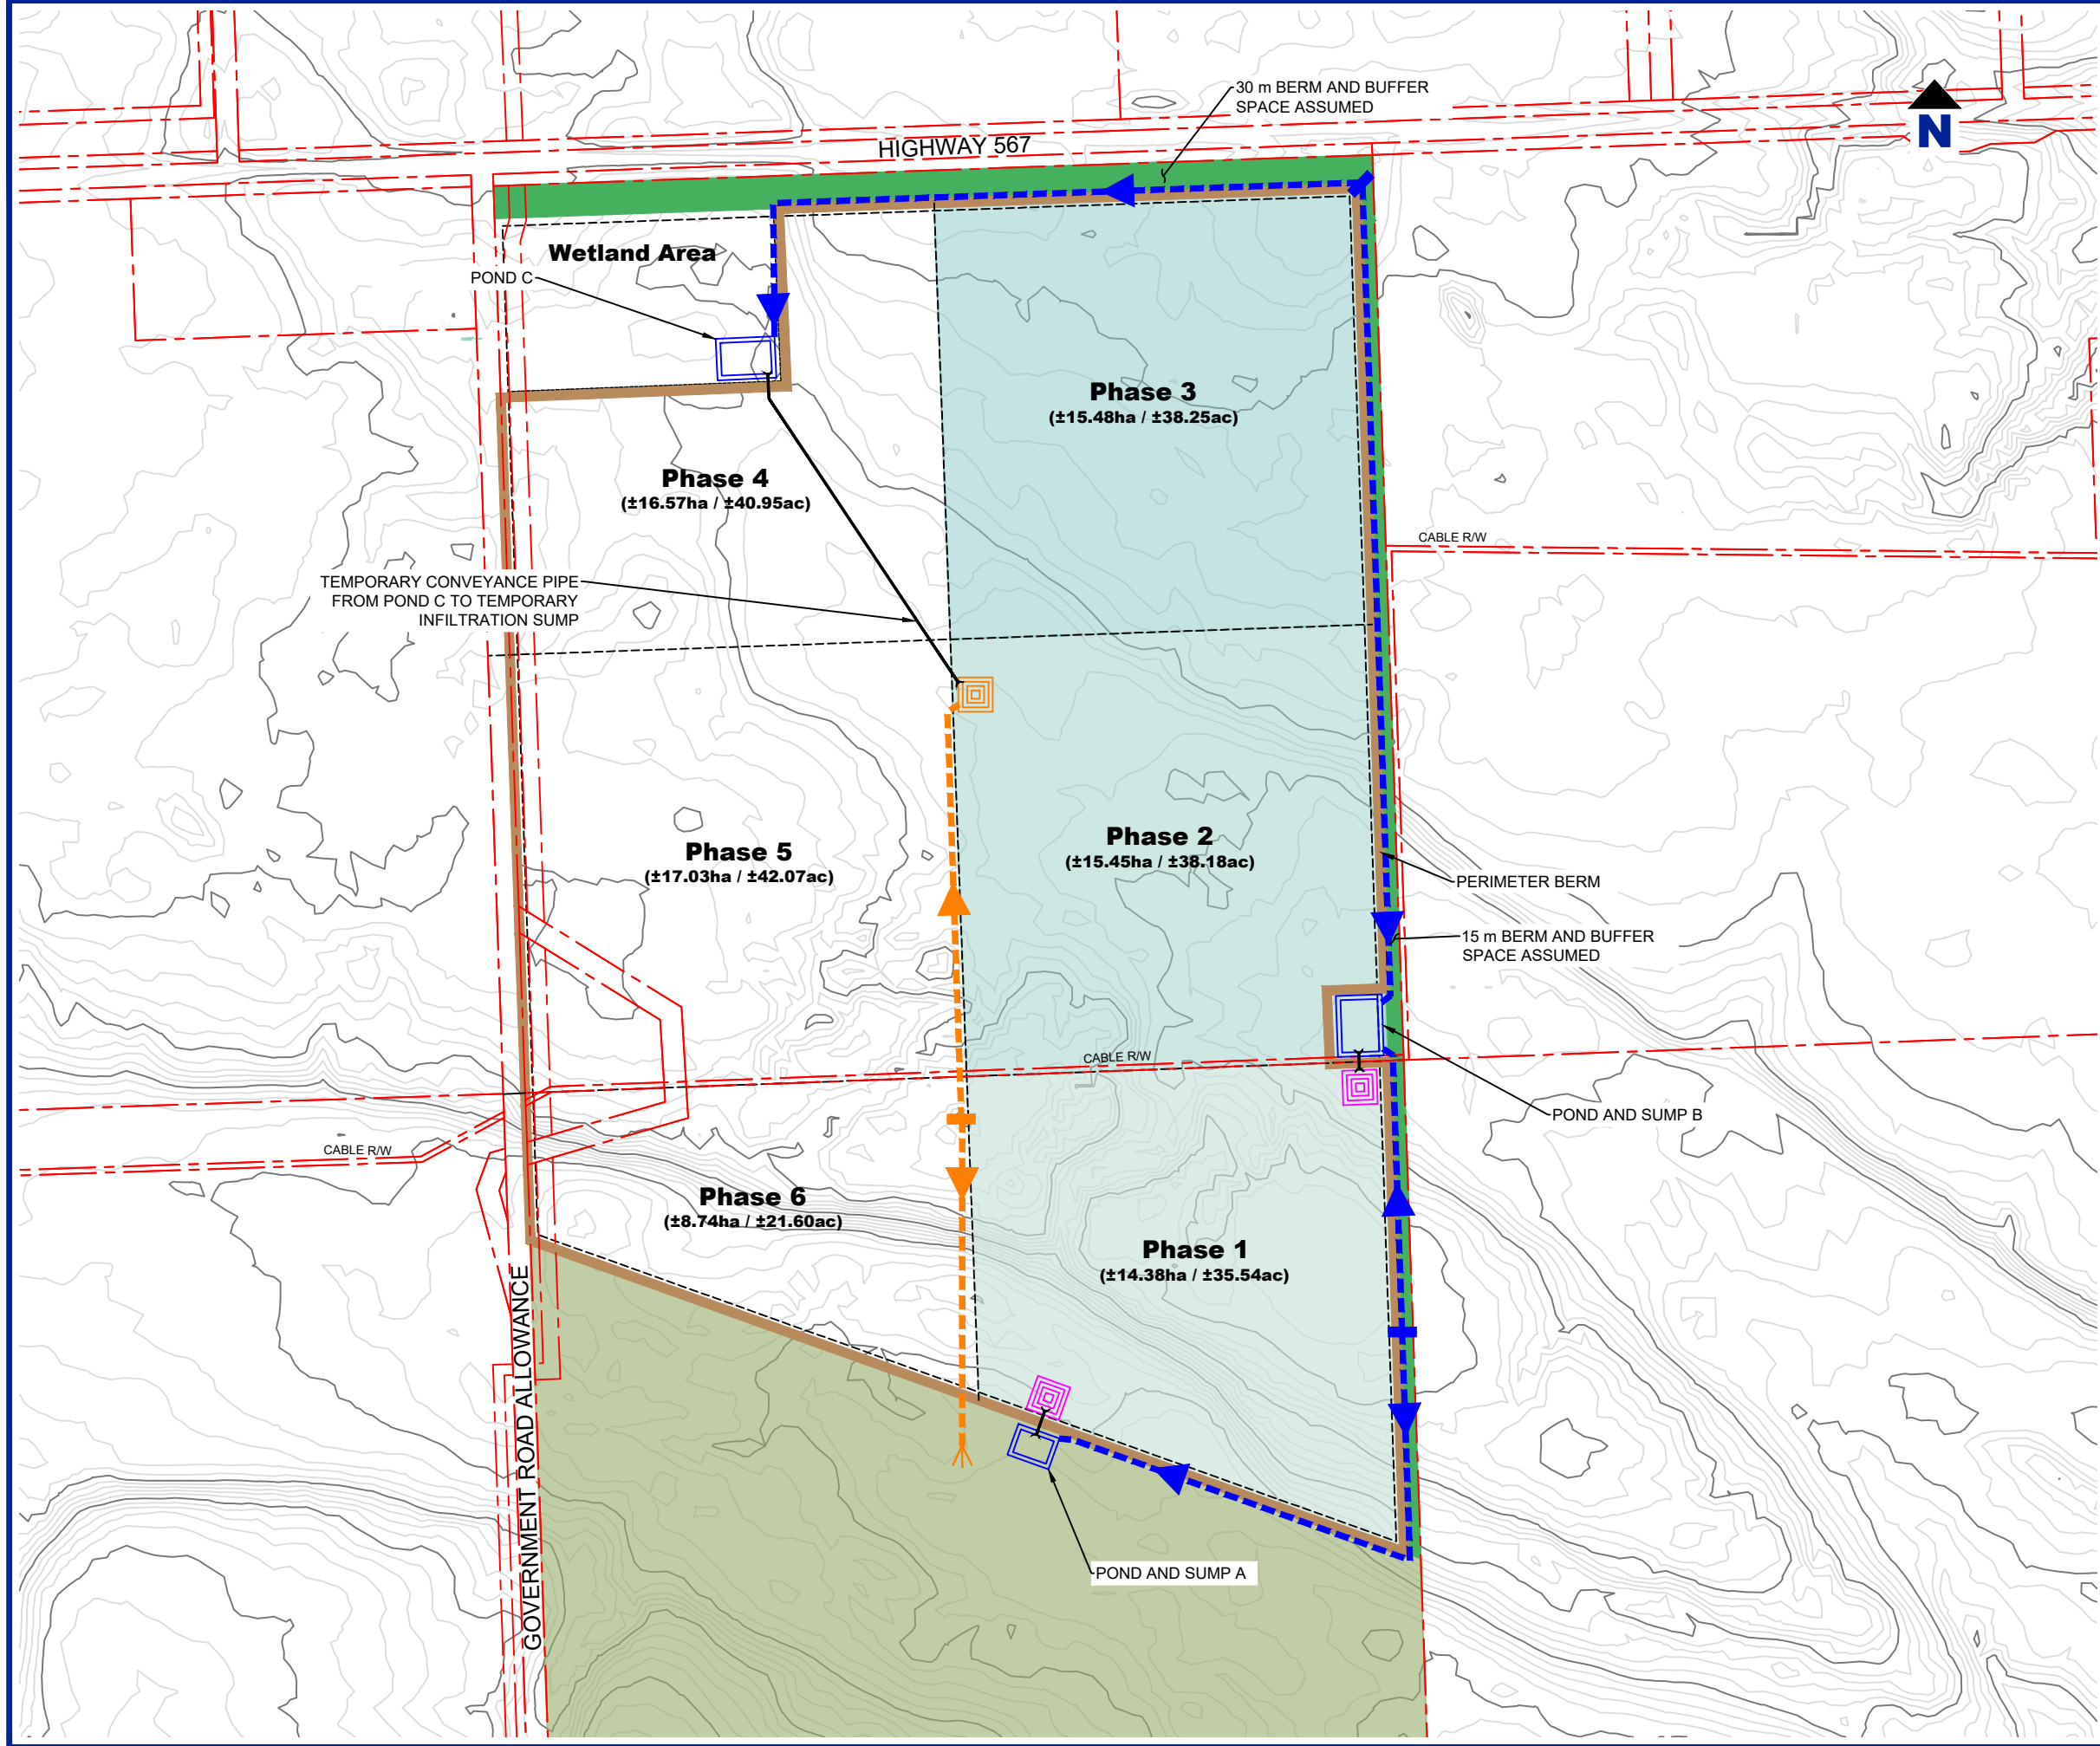 30 m BERM AND BUFFER
SPACE ASSUMED
N
HIGHWAY 567
Wetland Area
POND C
Phase 3
(±15.48ha / ±38.25ac)
Phase 4
(±16.57ha / ±40.95ac)
CABLE R/W
TEMPORARY CONVEYANCE PIPE
FROM POND C TO TEMPORARY
INFILTRATION SUMP
Phase 2
(±15.45ha / ±38.18ac)
Phase 5
(±17.03ha / ±42.07ac)
PERIMETER BERM
15 m BERM AND BUFFER
SPACE ASSUMED
CABLE R/W
POND AND SUMP B
CABLE R/W
Phase 6
(±8.74ha / ±21.60ac)
Phase 1
(±14.38ha / ±35.54ac)
GOVERNMENT ROAD ALLOWANCE
POND AND SUMP A